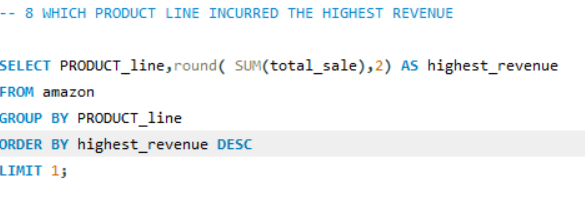 -- 8 WHICH PRODUCT LINE INCURRED THE HIGHEST REVENUE
SELECT PRODUCT_line,round( SUM(total_sale),2) AS highest_revenue
FROM amazon
GROUP BY PRODUCT_line
ORDER BY highest_revenue DESC
LIMIT 1;